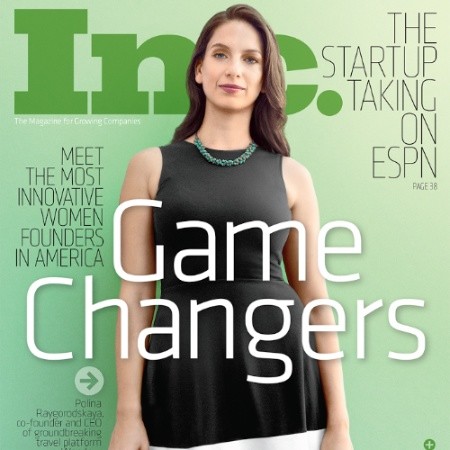 Inc.
The Magazine for Growing Companies
THE
STARTUP
TAKING
ON
ESPN
PAGE 38
MEET
THE MOST
INNOVATIVE
WOMEN
FOUNDERS
IN AMERICA
Game
Changers
Polina
Raygorodskaya,
co-founder and CEO
of groundbreaking
travel platform